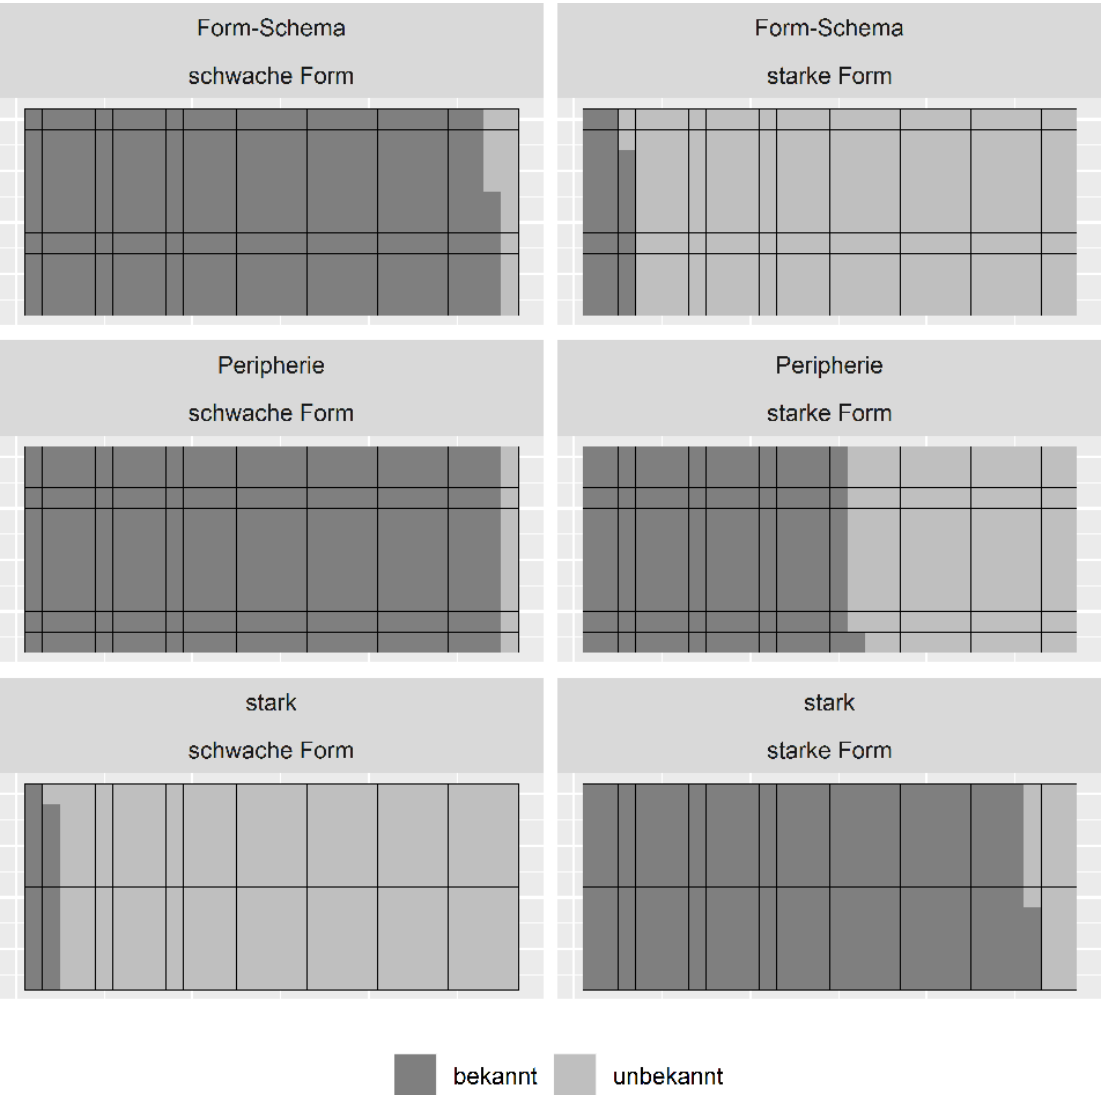 Form-Schema
schwache Form
Form-Schema
starke Form
Peripherie
schwache Form
Peripherie
starke Form
stark
schwache Form
stark
starke Form
bekannt unbekannt